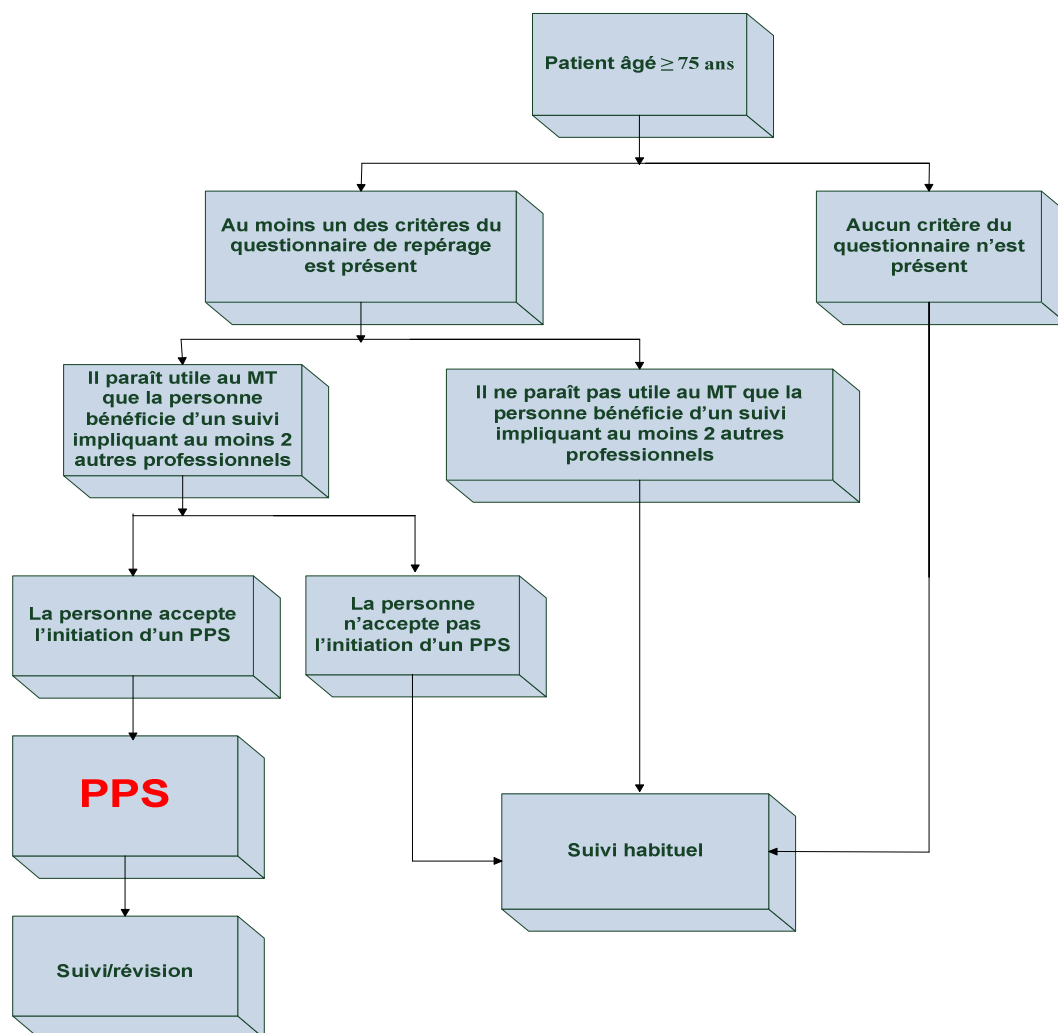 Patient âgé ≥ 75 ans
Au moins un des critères du
questionnaire de repérage
est présent
Aucun critère du
questionnaire n’est
présent
Il paraît utile au MT
que la personne
bénéficie d’un suivi
impliquant au moins 2
autres professionnels
Il ne paraît pas utile au MT que la
personne bénéficie d’un suivi
impliquant au moins 2 autres
professionnels
La personne accepte
l’initiation d’un PPS
La personne
n’accepte pas
l’initiation d’un PPS
PPS
Suivi habituel
Suivi/révision